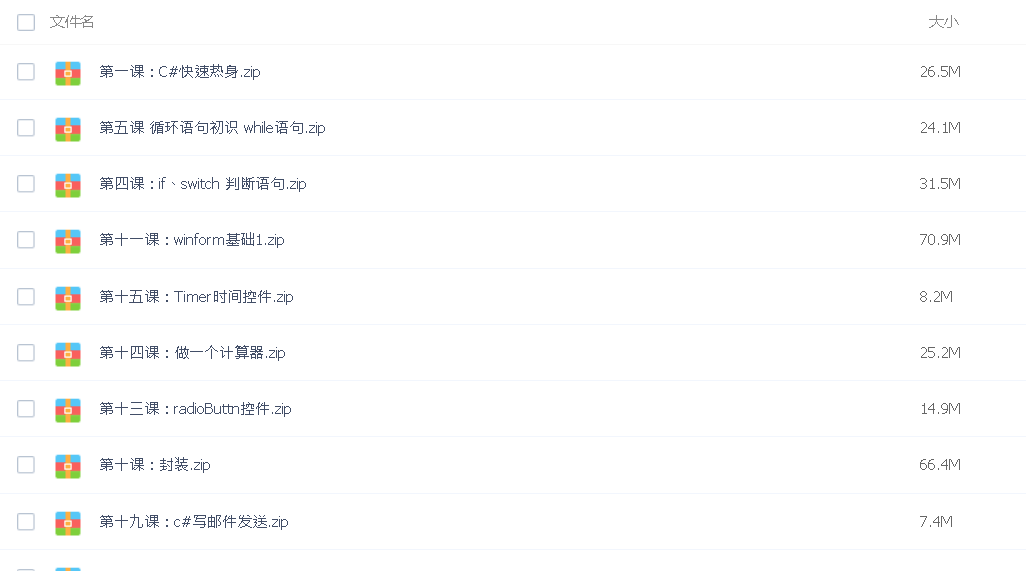 文件名 大小
第一课：C#快速热身.zip 26.5M
第五课 循环语句初识 while语句.zip 24.1M
第四课：if、switch 判断语句.zip 31.5M
第十一课：winform基础1.zip 70.9M
第十五课：Timer时间控件.zip 8.2M
第十四课：做一个计算器.zip 25.2M
第十三课：radioButtn控件.zip 14.9M
第十课：封装.zip 66.4M
第十九课：c#写邮件发送.zip 7.4M